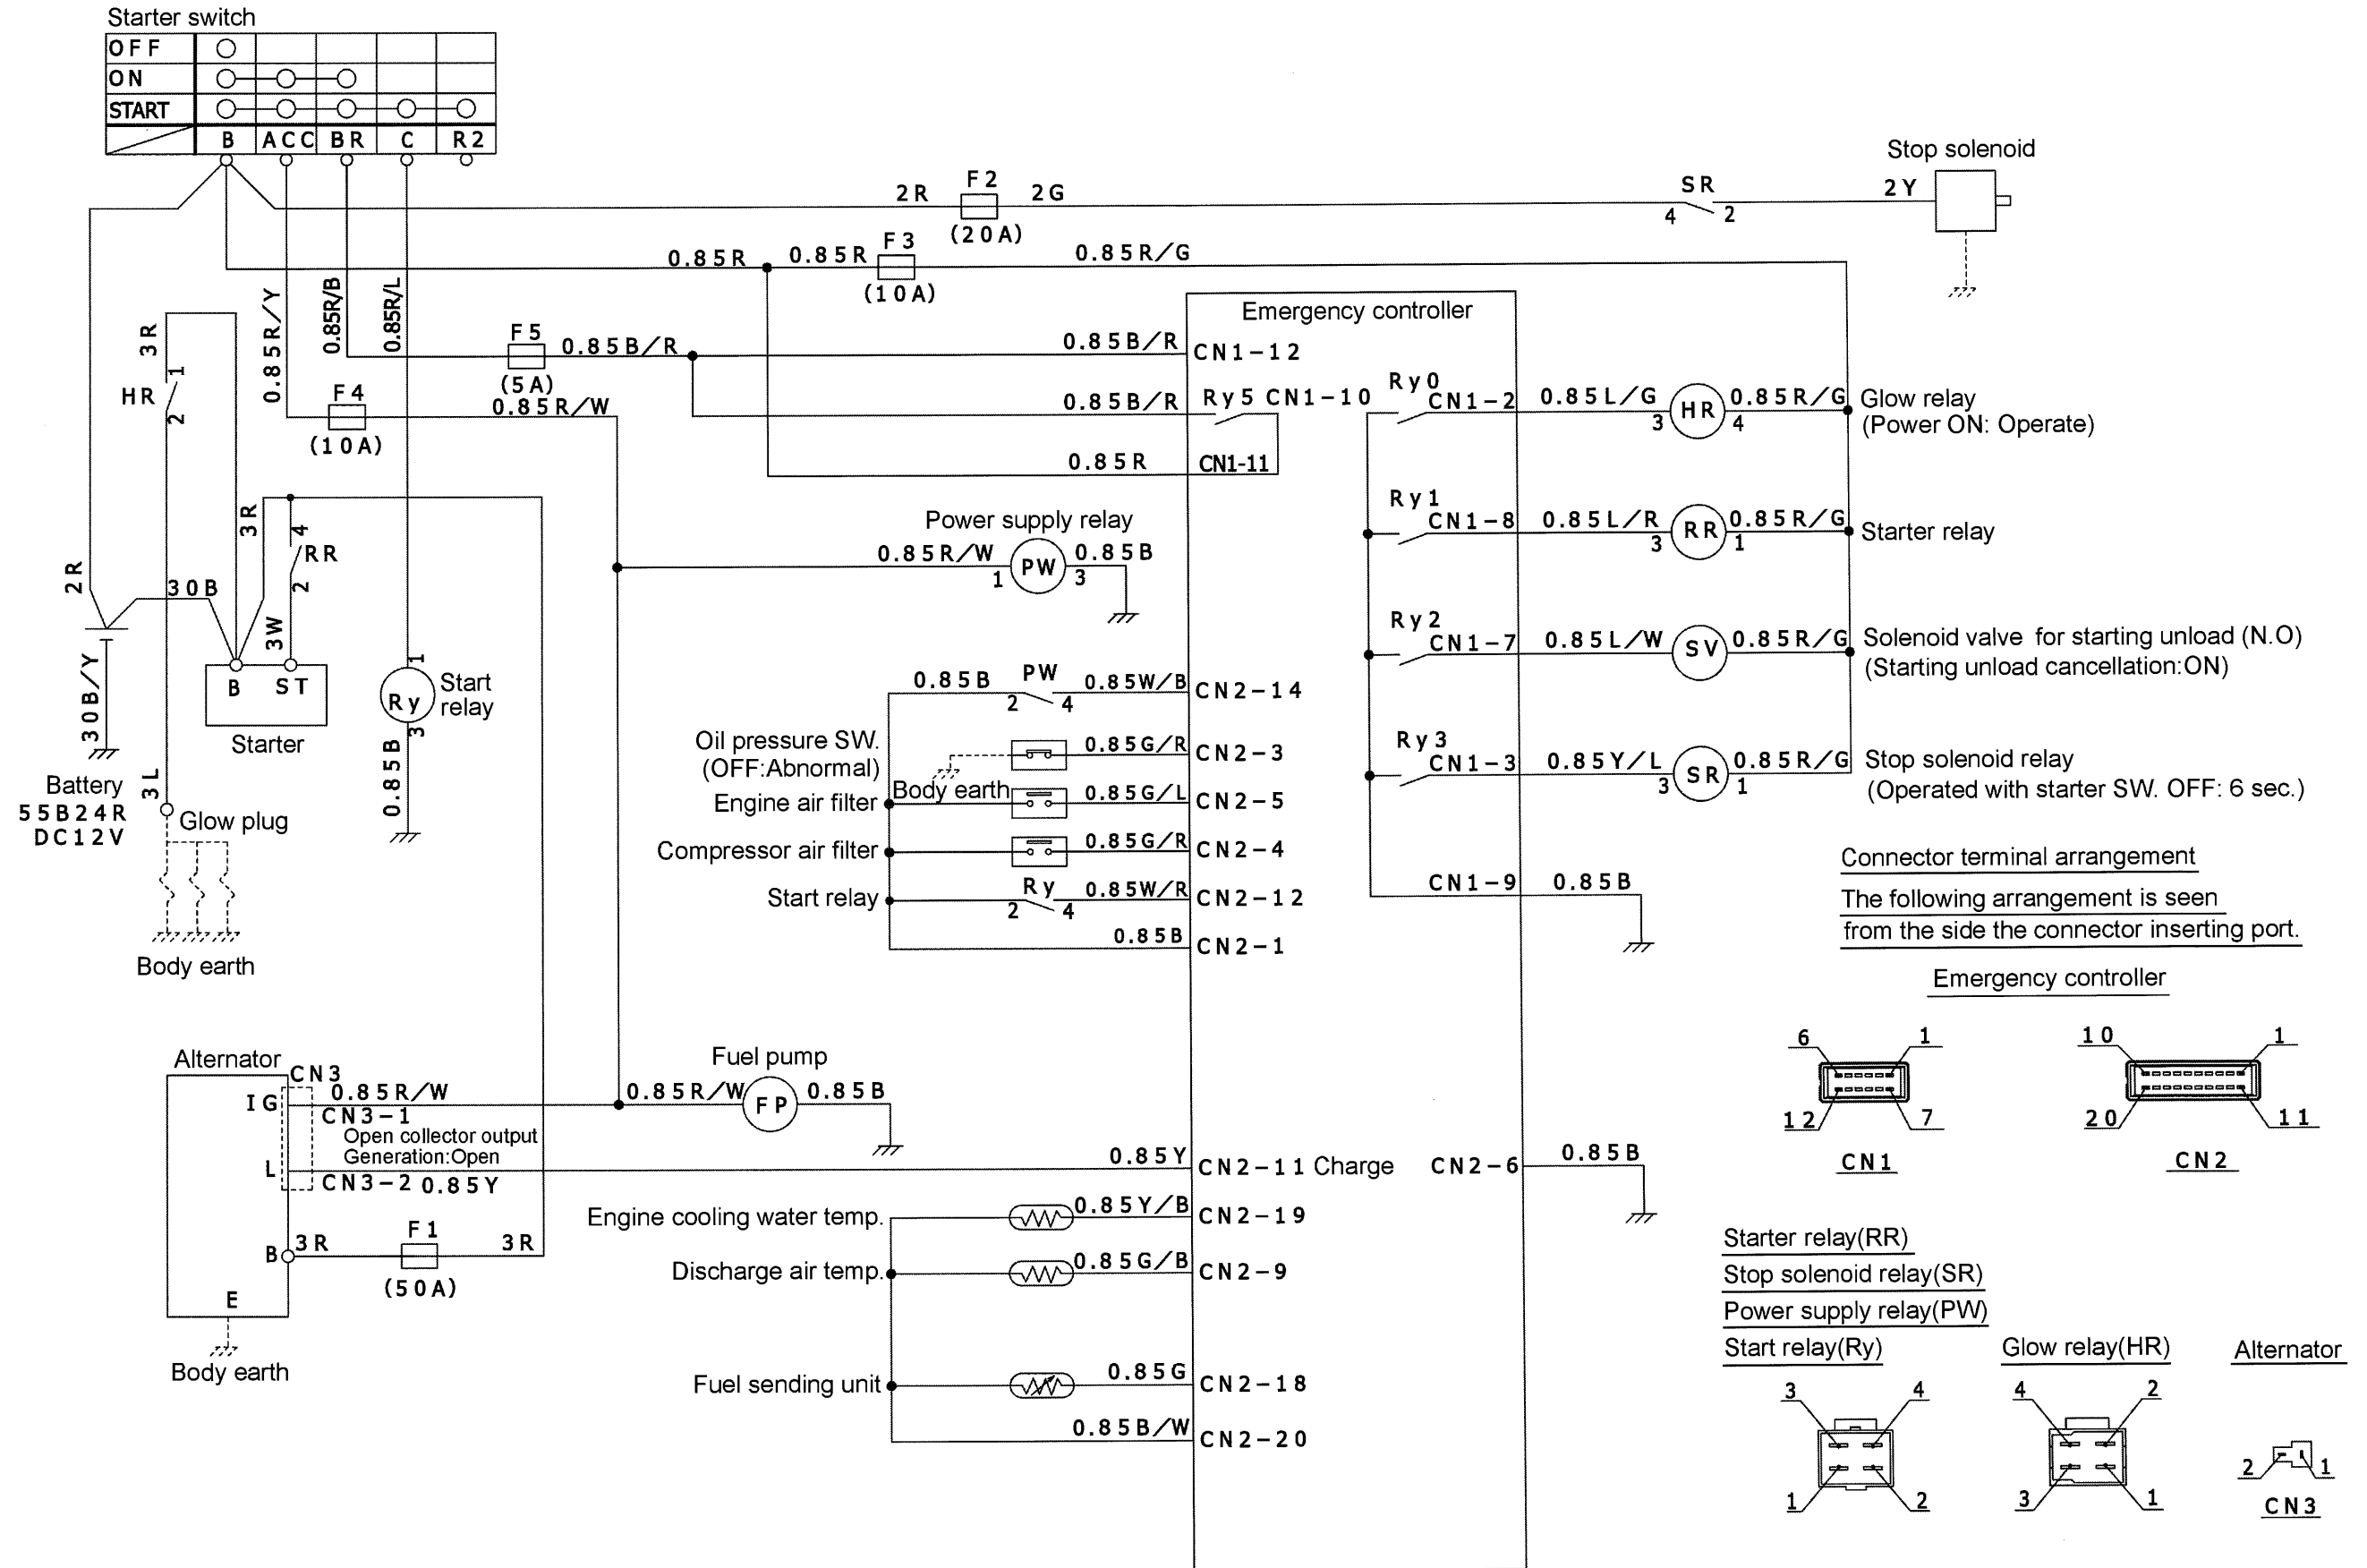 Starter switch
OFF
ON
START
B ACC BR C R2
Stop solenoid
2R F2 2G
(20A)
SR
4 2
2Y
0.85R 0.85R F3 0.85R/G
(10A)
0.85R/Y
0.85R/B
0.85R/L
3R
HR
1
2
F5
(5A)
0.85B/R
0.85B/R
F4
(10A)
0.85R/W
0.85B/R
0.85R
Emergency controller
CN1-12
Ry5 CN1-10
CN1-11
Ry0
CN1-2 0.85L/G HR 0.85R/G
3 4
Glow relay
(Power ON: Operate)
Ry1
CN1-8 0.85L/R RR 0.85R/G
3 1
Starter relay
Ry2
CN1-7 0.85L/W SV 0.85R/G
Solenoid valve for starting unload (N.O)
(Starting unload cancellation:ON)
Ry3
CN1-3 0.85Y/L SR 0.85R/G
3 1
Stop solenoid relay
(Operated with starter SW. OFF: 6 sec.)
CN1-9 0.85B
Power supply relay
0.85R/W PW 0.85B
1 3
3R
4
RR
2
2R
30B
3W
30B/Y
B ST
Starter
1
Ry
3
Start
relay
0.85B
Battery
55B24R
DC12V
3L
Glow plug
Body earth
0.85B PW 0.85W/B CN2-14
2 4
Oil pressure SW.
(OFF:Abnormal)
0.85G/R CN2-3
Body earth
Engine air filter 0.85G/L CN2-5
Compressor air filter 0.85G/R CN2-4
Start relay Ry 0.85W/R CN2-12
2 4
0.85B CN2-1
Alternator
CN3
IG 0.85R/W
CN3-1
Open collector output
Generation:Open
L
CN3-2 0.85Y
B 3R F1 3R
(50A)
E
Body earth
Fuel pump
0.85R/W FP 0.85B
0.85Y CN2-11 Charge CN2-6 0.85B
Engine cooling water temp. 0.85Y/B CN2-19
Discharge air temp. 0.85G/B CN2-9
Fuel sending unit 0.85G CN2-18
0.85B/W CN2-20
Connector terminal arrangement
The following arrangement is seen
from the side the connector inserting port.
Emergency controller
6 1
12 7
CN1
10 1
20 11
CN2
Starter relay(RR)
Stop solenoid relay(SR)
Power supply relay(PW)
Start relay(Ry)
3 4
1 2
Glow relay(HR)
4 2
3 1
Alternator
2 1
CN3